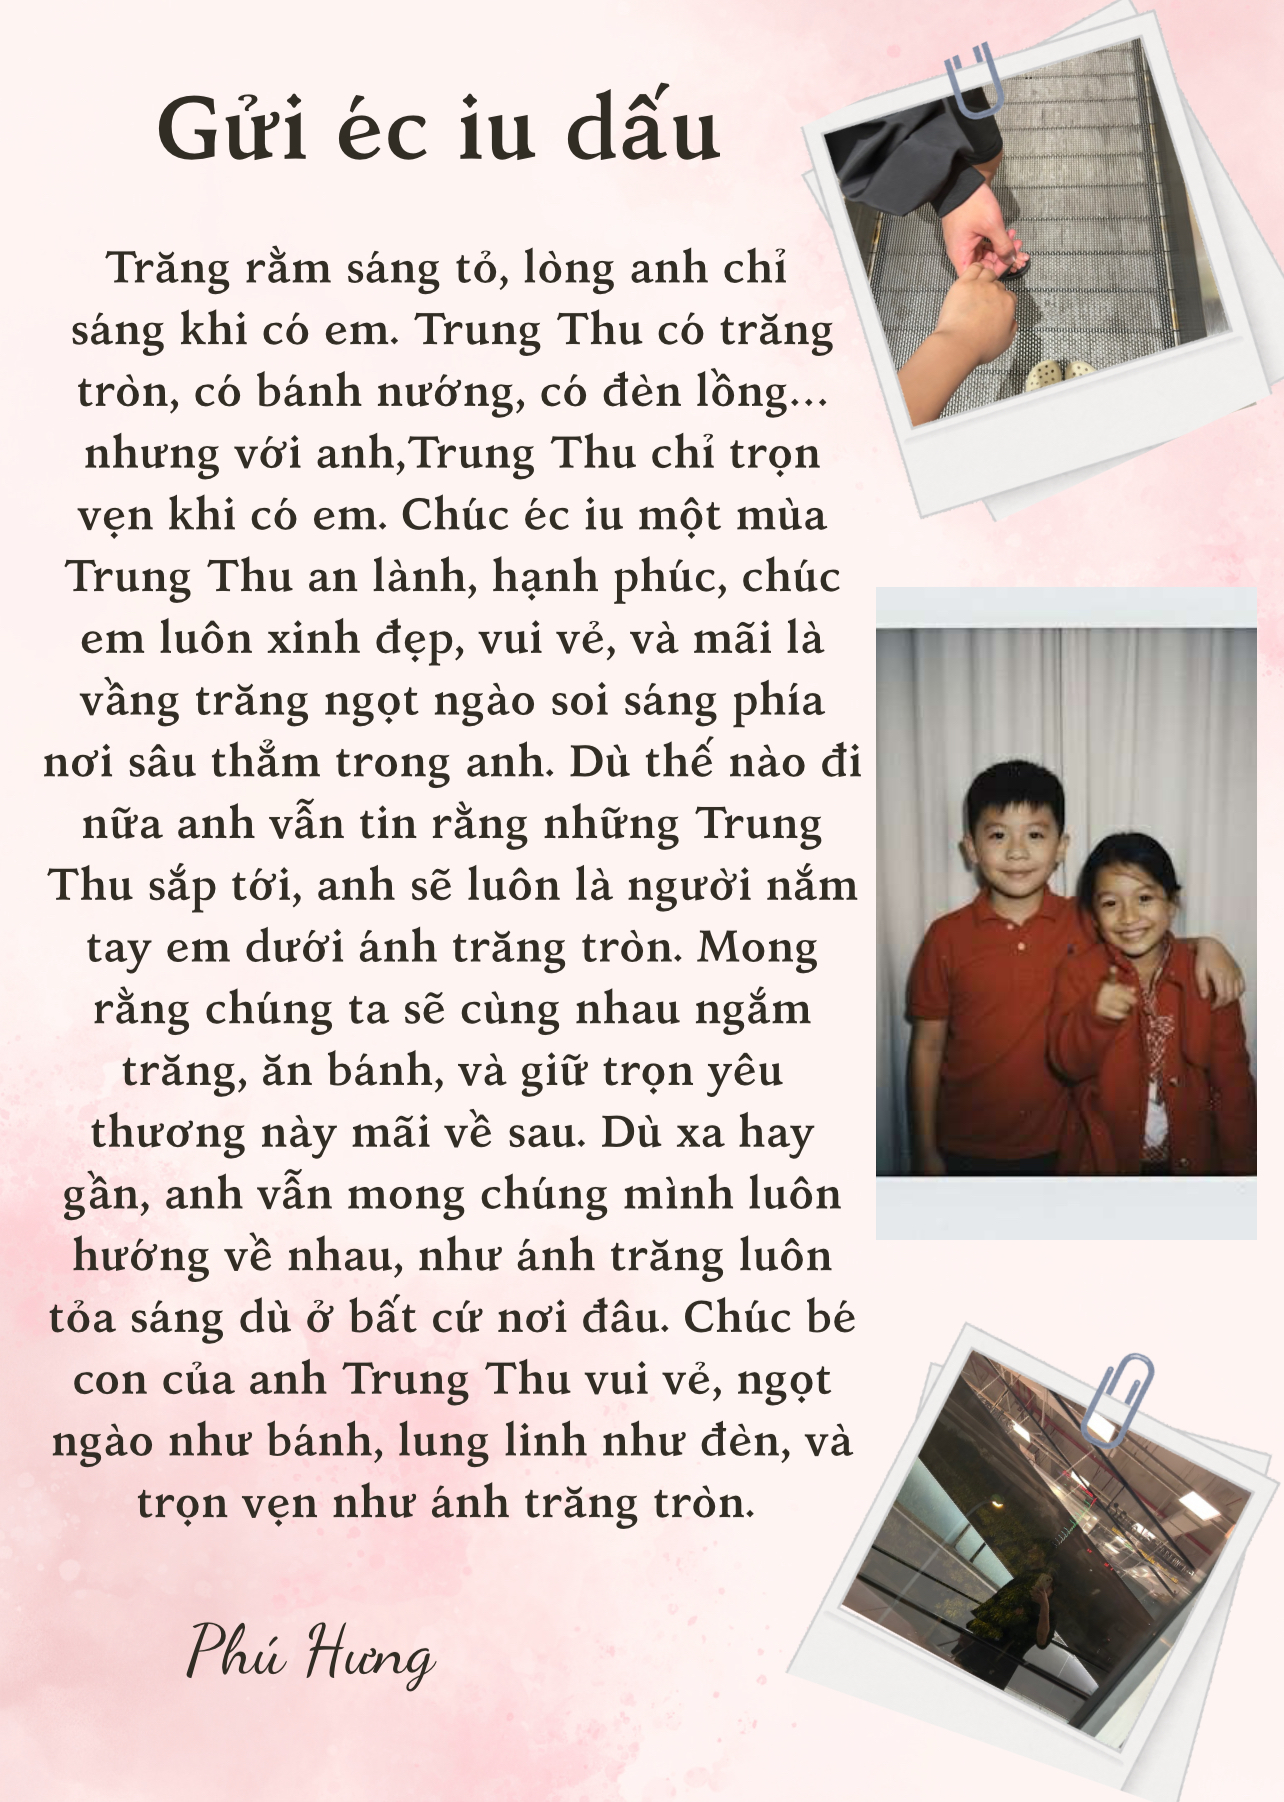 Gửi éc iu dấu
Trăng rằm sáng tỏ, lòng anh chỉ
sáng khi có em. Trung Thu có trăng
tròn, có bánh nướng, có đèn lồng...
nhưng với anh,Trung Thu chỉ trọn
vẹn khi có em. Chúc éc iu một mùa
Trung Thu an lành, hạnh phúc, chúc
em luôn xinh đẹp, vui vẻ, và mãi là
vầng trăng ngọt ngào soi sáng phía
nơi sâu thẳm trong anh. Dù thế nào đi
nữa anh vẫn tin rằng những Trung
Thu sắp tới, anh sẽ luôn là người nắm
tay em dưới ánh trăng tròn. Mong
rằng chúng ta sẽ cùng nhau ngắm
trăng, ăn bánh, và giữ trọn yêu
thương này mãi về sau. Dù xa hay
gần, anh vẫn mong chúng mình luôn
hướng về nhau, như ánh trăng luôn
tỏa sáng dù ở bất cứ nơi đâu. Chúc bé
con của anh Trung Thu vui vẻ, ngọt
ngào như bánh, lung linh như đèn, và
trọn vẹn như ánh trăng tròn.
Phú Hưng